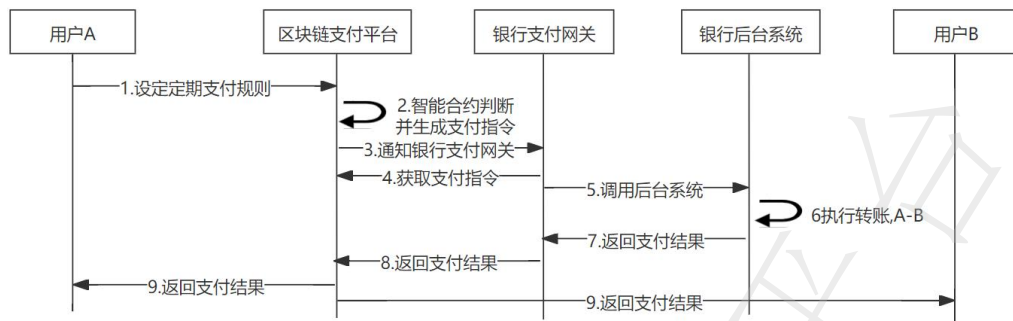 用户A
区块链支付平台
银行支付网关
银行后台系统
用户B
1.设定定期支付规则
2.智能合约判断
并生成支付指令
3.通知银行支付网关
4.获取支付指令
5.调用后台系统
6执行转账,A-B
7.返回支付结果
8.返回支付结果
9.返回支付结果
9.返回支付结果